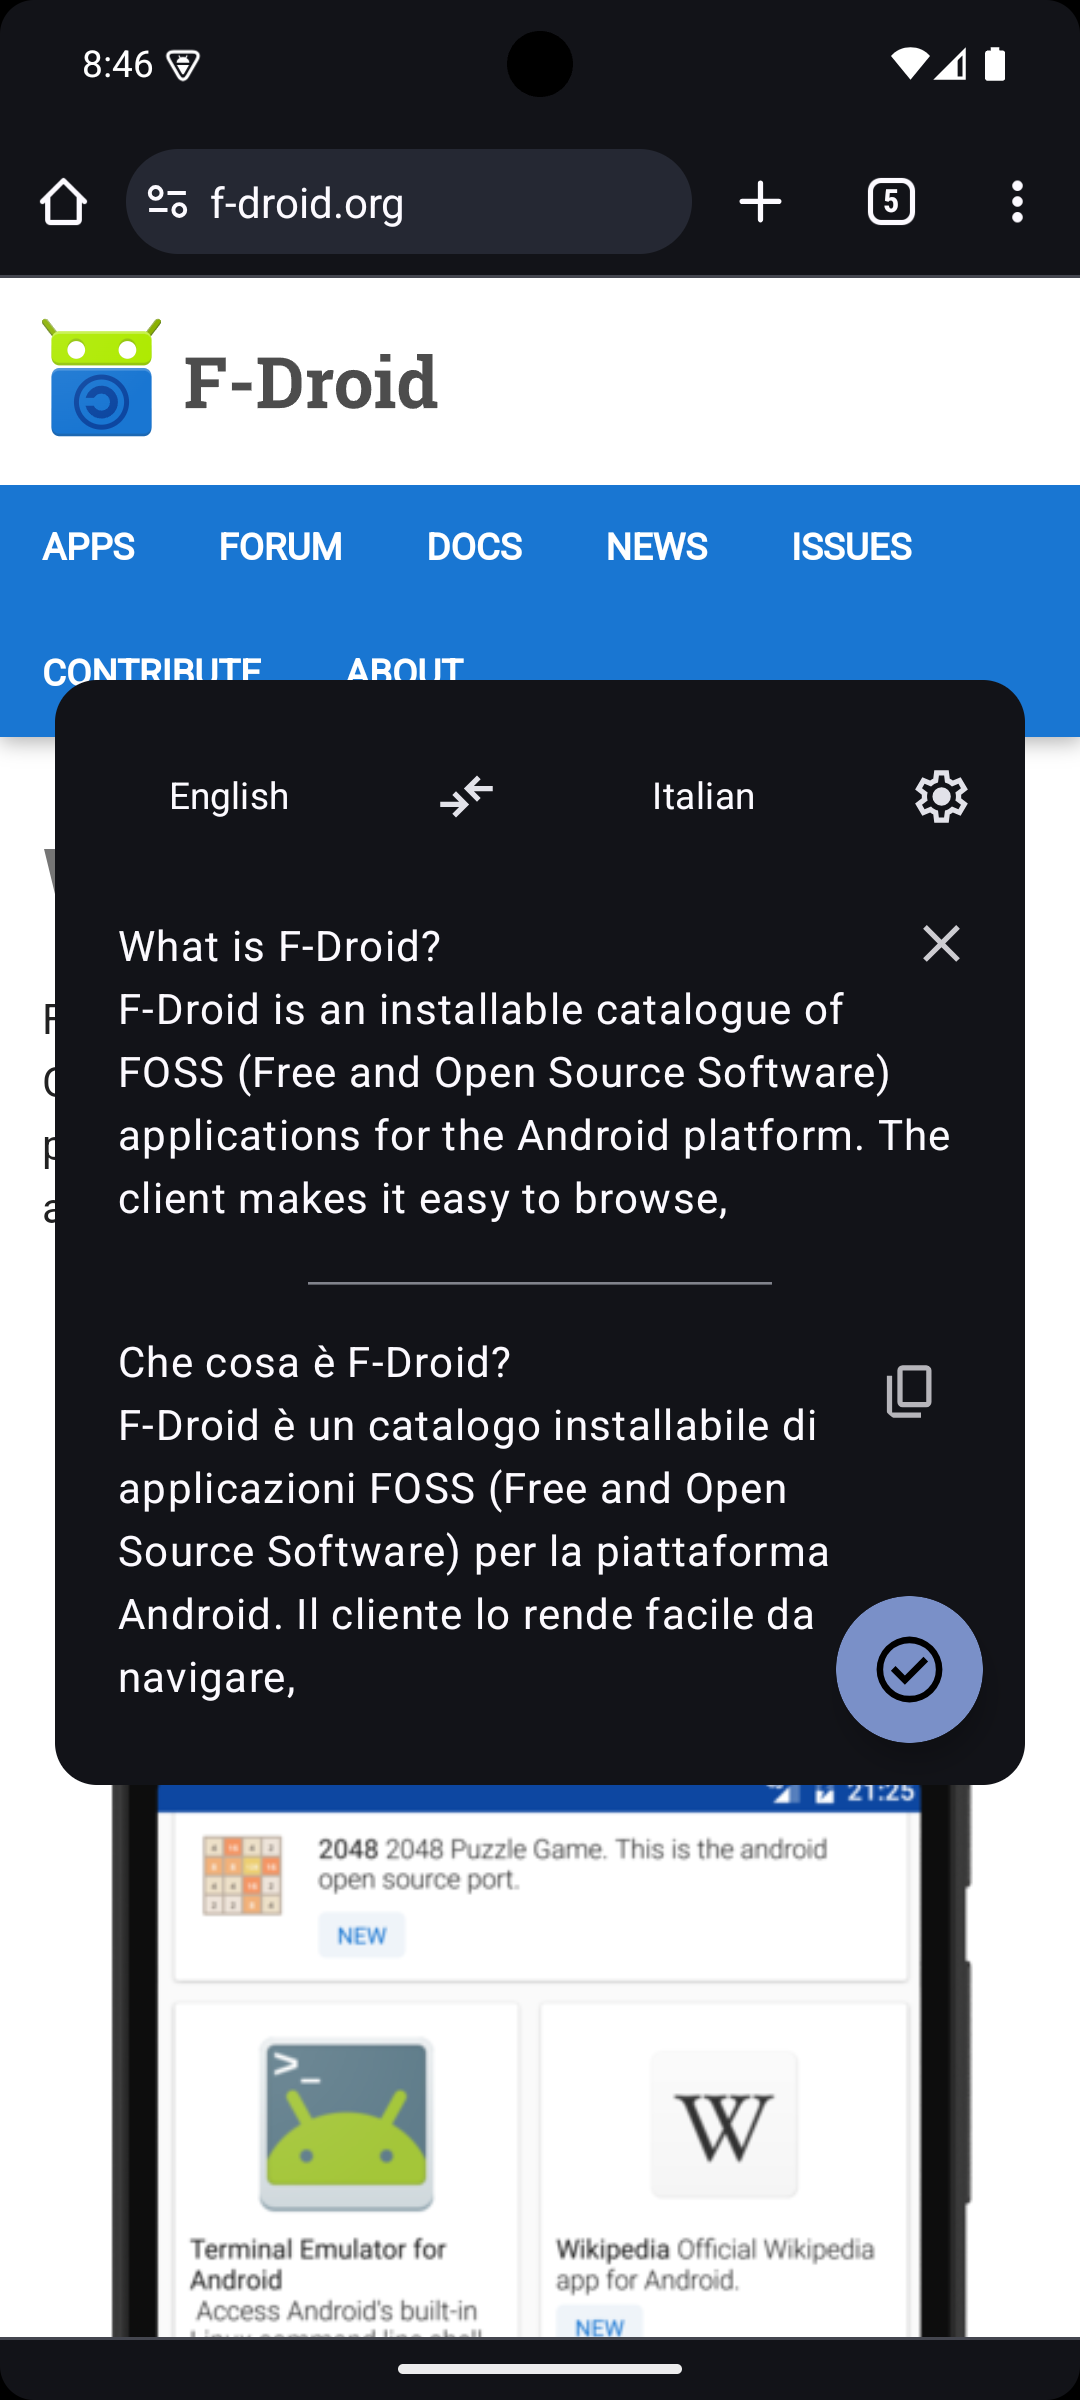 8:46
f-droid.org
5
F-Droid
APPS FORUM DOCS NEWS ISSUES
CONTRIBUTE ABOUT
English Italian
What is F-Droid?
F-Droid is an installable catalogue of
FOSS (Free and Open Source Software)
applications for the Android platform. The
client makes it easy to browse,
Che cosa è F-Droid?
F-Droid è un catalogo installabile di
applicazioni FOSS (Free and Open
Source Software) per la piattaforma
Android. Il cliente lo rende facile da
navigare,
21:25
2048 2048 Puzzle Game. This is the android
open source port.
NEW
>_
W
Terminal Emulator for
Android
Access Android's built-in
Linux command line shell
Wikipedia Official Wikipedia
app for Android.
NEW